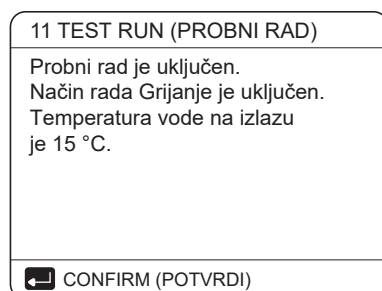 11 TEST RUN (PROBNI RAD)
Probni rad je uključen.
Način rada Grijanje je uključen.
Temperatura vode na izlazu
je 15 °C.
CONFIRM (POTVRDI)